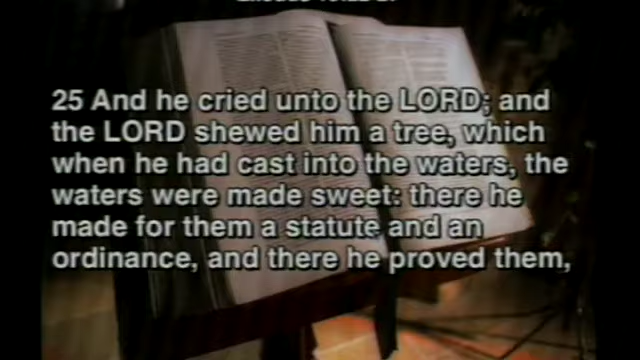 25 And he cried unto the LORD; and
the LORD shewed him a tree, which
when he had cast into the waters, the
waters were made sweet: there he
made for them a statute and an
ordinance, and there he proved them,